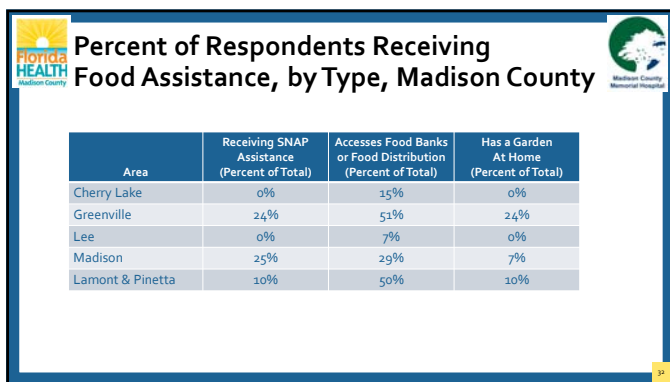 Florida
HEALTH
Madison County
Percent of Respondents Receiving
Food Assistance, by Type, Madison County
Madison County
Memorial Hospital
Area
Receiving SNAP
Assistance
(Percent of Total)
Accesses Food Banks
or Food Distribution
(Percent of Total)
Has a Garden
At Home
(Percent of Total)
Cherry Lake 0% 15% 0%
Greenville 24% 51% 24%
Lee 0% 7% 0%
Madison 25% 29% 7%
Lamont & Pinetta 10% 50% 10%
32